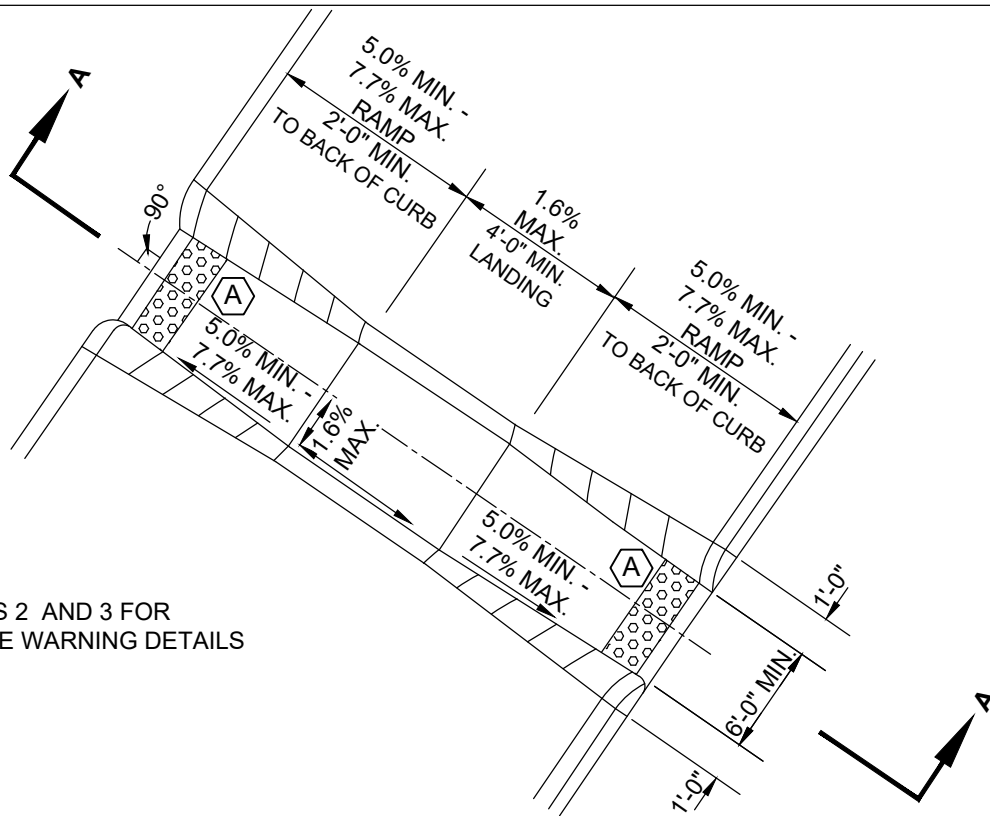 A
5.0% MIN. -
7.7% MAX.
RAMP
2'-0" MIN.
TO BACK OF CURB
1.6%
MAX.
4'-0" MIN.
LANDING
5.0% MIN. -
7.7% MAX.
RAMP
2'-0" MIN.
TO BACK OF CURB
90°
A
5.0% MIN. -
7.7% MAX.
1.6%
MAX.
5.0% MIN. -
7.7% MAX.
A
1'-0"
6'-0" MIN.
1'-0"
A
S 2 AND 3 FOR
E WARNING DETAILS